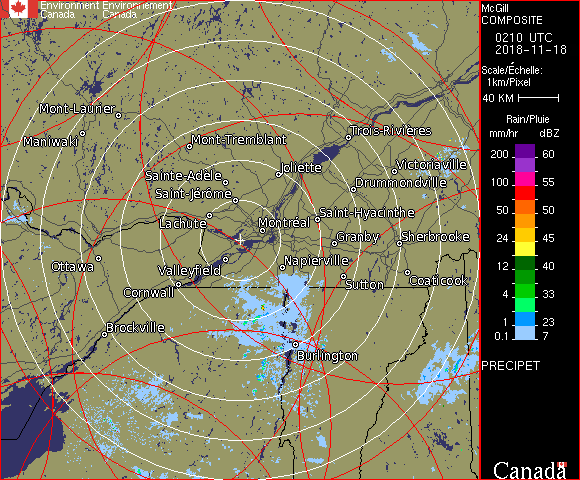 Environment Environnement
Canada Canada
McGill
COMPOSITE
0210 UTC
2018-11-18
Scale/Échelle:
1km/Pixel
40 KM
Rain/Pluie
mm/hr dBZ
200 60
100 55
50 50
24 45
12 40
4 33
1 23
0.1 7
PRECIPET
Canada
Mont-Laurier
Maniwaki
Mont-Tremblant
Trois-Rivières
Sainte-Adèle
Joliette
Victoriaville
Saint-Jérôme
Drummondville
Lachute
Montréal
Saint-Hyacinthe
Granby
Sherbrooke
Ottawa
Valleyfield
Napierville
Cornwall
Sutton
Coaticook
Brockville
Burlington